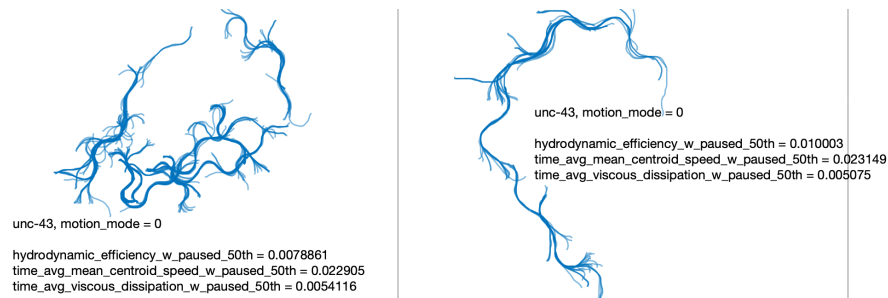 unc-43, motion_mode = 0
hydrodynamic_efficiency_w_paused_50th = 0.0078861
time_avg_mean_centroid_speed_w_paused_50th = 0.022905
time_avg_viscous_dissipation_w_paused_50th = 0.0054116
unc-43, motion_mode = 0
hydrodynamic_efficiency_w_paused_50th = 0.010003
time_avg_mean_centroid_speed_w_paused_50th = 0.023149
time_avg_viscous_dissipation_w_paused_50th = 0.005075